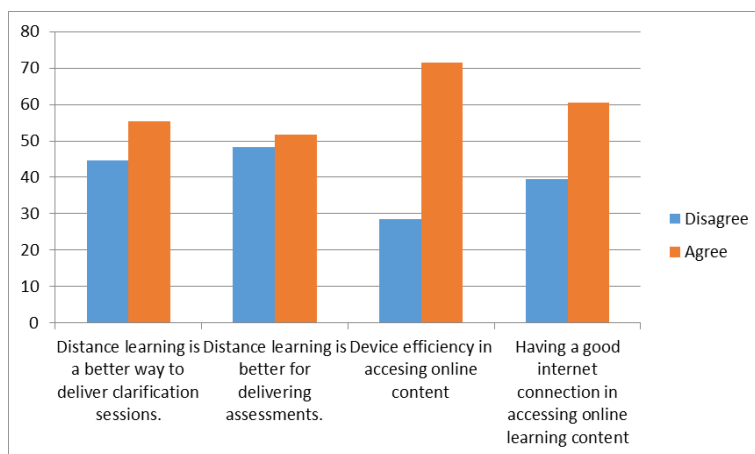 80
70
60
50
40
30
20
10
0
Disagree
Agree
Distance learning is
a better way to
deliver clarification
sessions.
Distance learning is
better for
delivering
assessments.
Device efficiency in
accesing online
content
Having a good
internet
connection in
accessing online
learning content